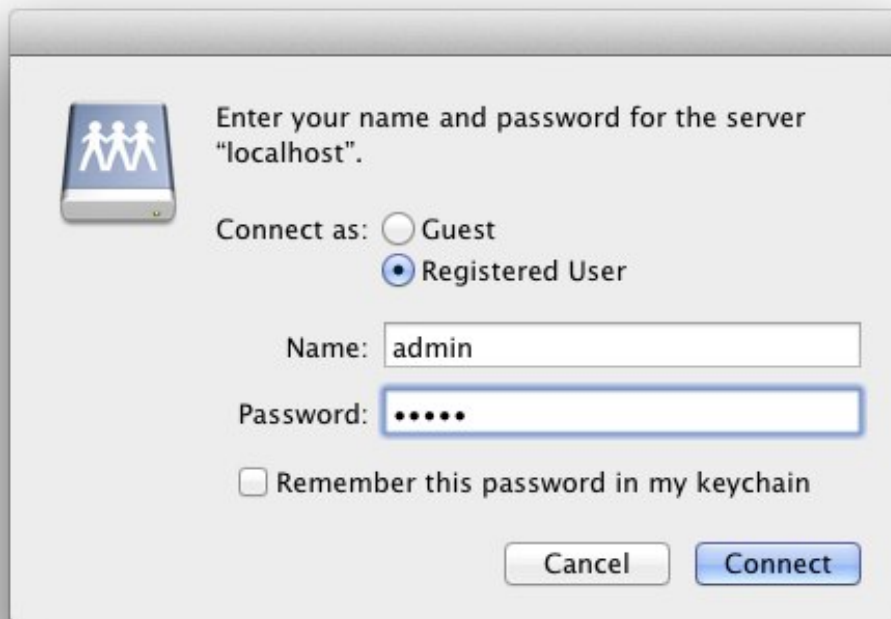 Enter your name and password for the server
“localhost”.
Connect as: Guest
Registered User
Name: admin
Password: •••••
Remember this password in my keychain
Cancel Connect